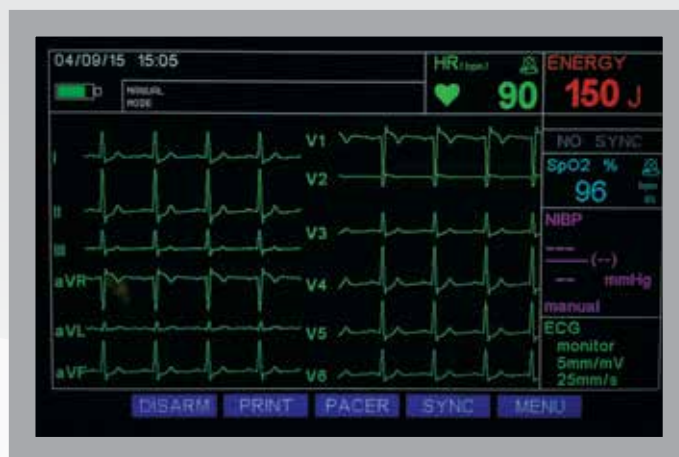 04/09/15 15:05
MANUAL
MODE
HR (bpm)
90
ENERGY
150 J
NO SYNC
SpO2 %
96
NIBP
---
(--)
-- mmHg
manual
ECG
monitor
5mm/mV
25mm/s
I
II
III
aVR
aVL
aVF
V1
V2
V3
V4
V5
V6
DISARM PRINT PACER SYNC MENU